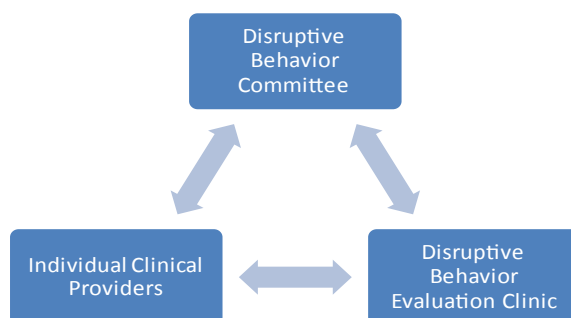 Disruptive
Behavior
Committee
Individual Clinical
Providers
Disruptive
Behavior
Evaluation Clinic